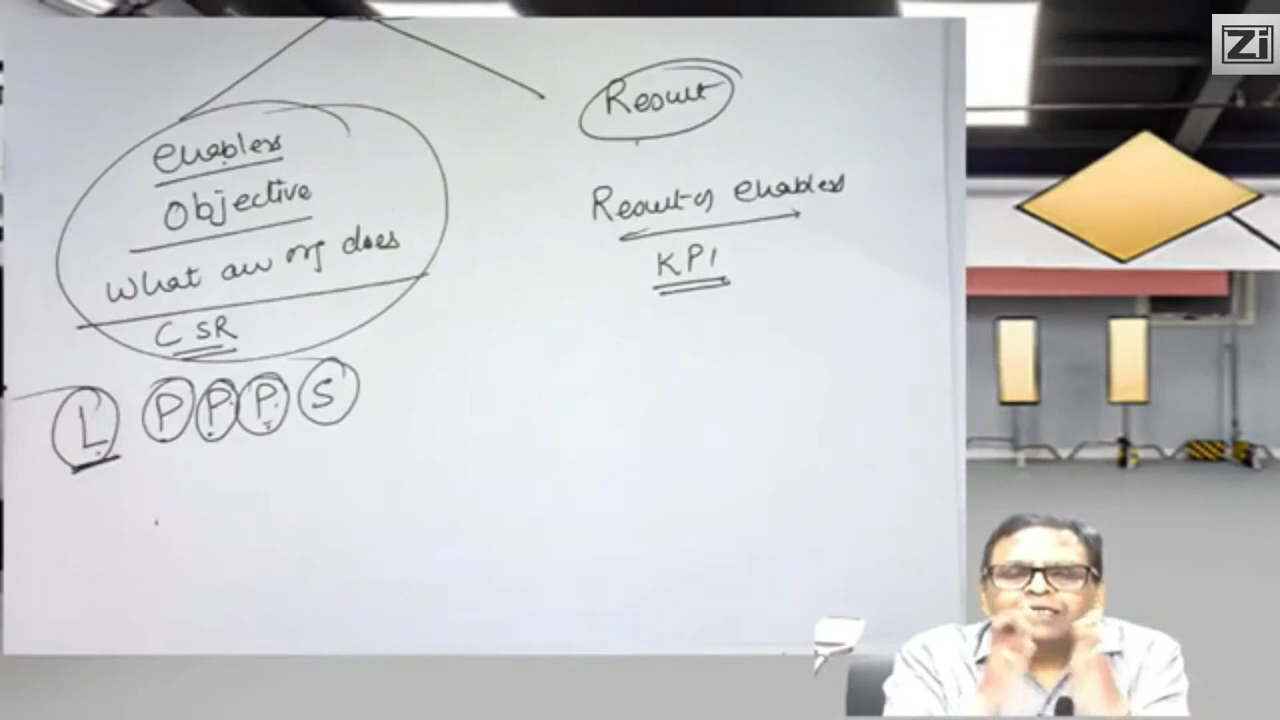 Enablers
Objective
What an org does
CSR
L P P P S
Result
Result of enablers
KPI
Zi